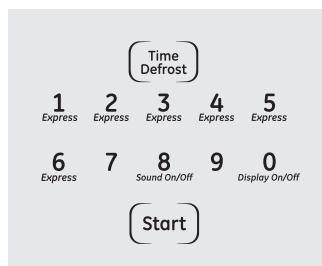 Time
Defrost
1 2 3 4 5
Express Express Express Express Express
6 7 8 9 0
Express Sound On/Off Display On/Off
Start